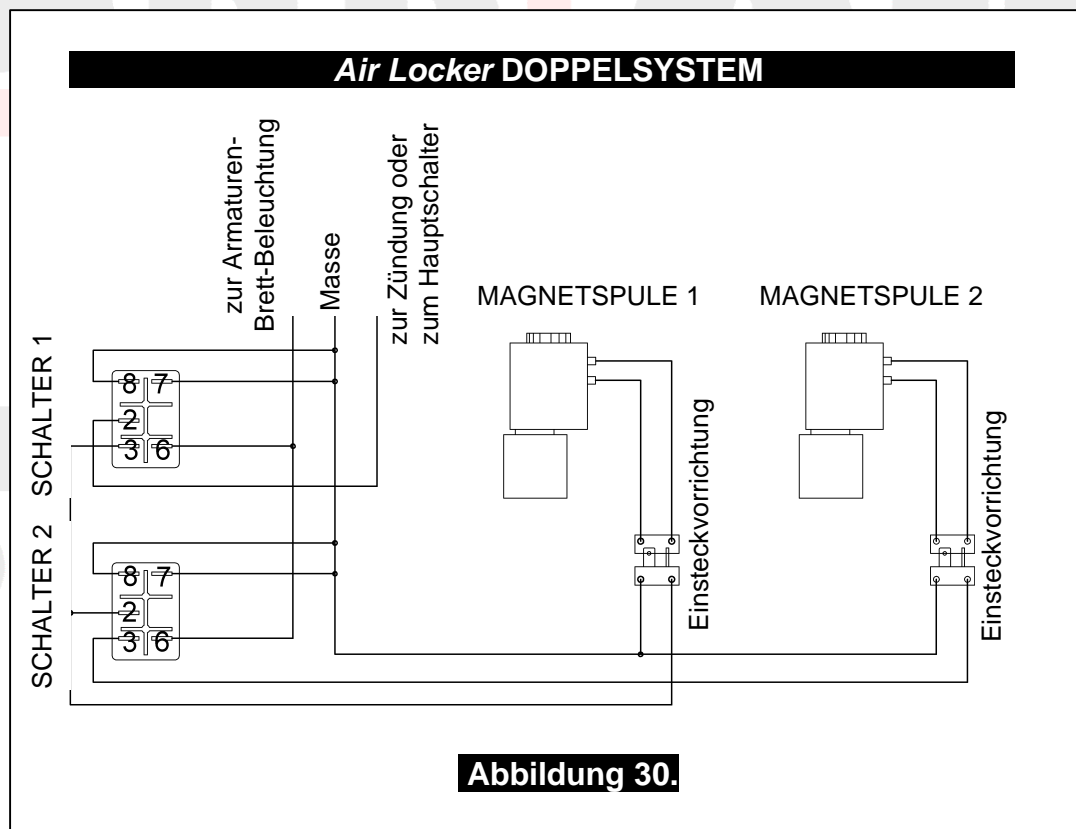 Air Locker DOPPELSYSTEM
zur Armaturen-
Brett-Beleuchtung
Masse
zur Zündung oder
zum Hauptschalter
MAGNETSPULE 1
MAGNETSPULE 2
SCHALTER 1
8 7
2
3 6
SCHALTER 2
8 7
2
3 6
Einsteckvorrichtung
Einsteckvorrichtung
Abbildung 30.